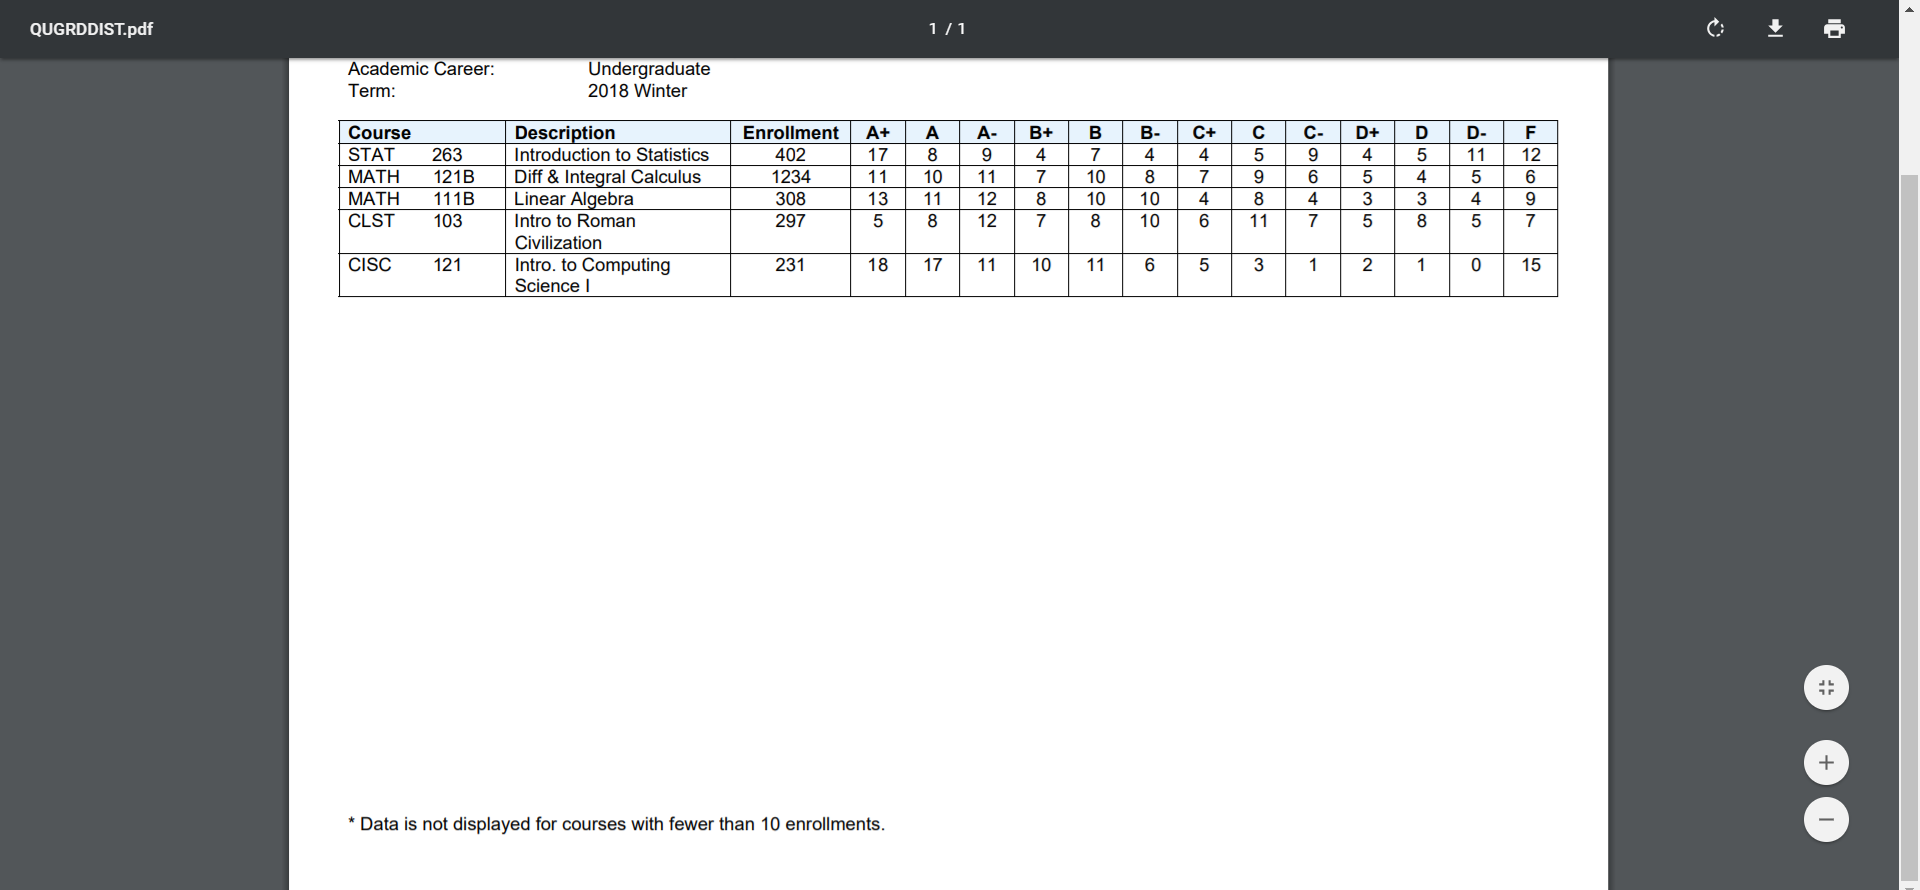 QUGRDDIST.pdf 1 / 1
Academic Career: Undergraduate
Term: 2018 Winter
Course Description Enrollment A+ A A- B+ B B- C+ C C- D+ D D- F
STAT 263 Introduction to Statistics 402 17 8 9 4 7 4 4 5 9 4 5 11 12
MATH 121B Diff & Integral Calculus 1234 11 10 11 7 10 8 7 9 6 5 4 5 6
MATH 111B Linear Algebra 308 13 11 12 8 10 10 4 8 4 3 3 4 9
CLST 103 Intro to Roman 297 5 8 12 7 8 10 6 11 7 5 8 5 7
Civilization
CISC 121 Intro. to Computing 231 18 17 11 10 11 6 5 3 1 2 1 0 15
Science I
* Data is not displayed for courses with fewer than 10 enrollments.